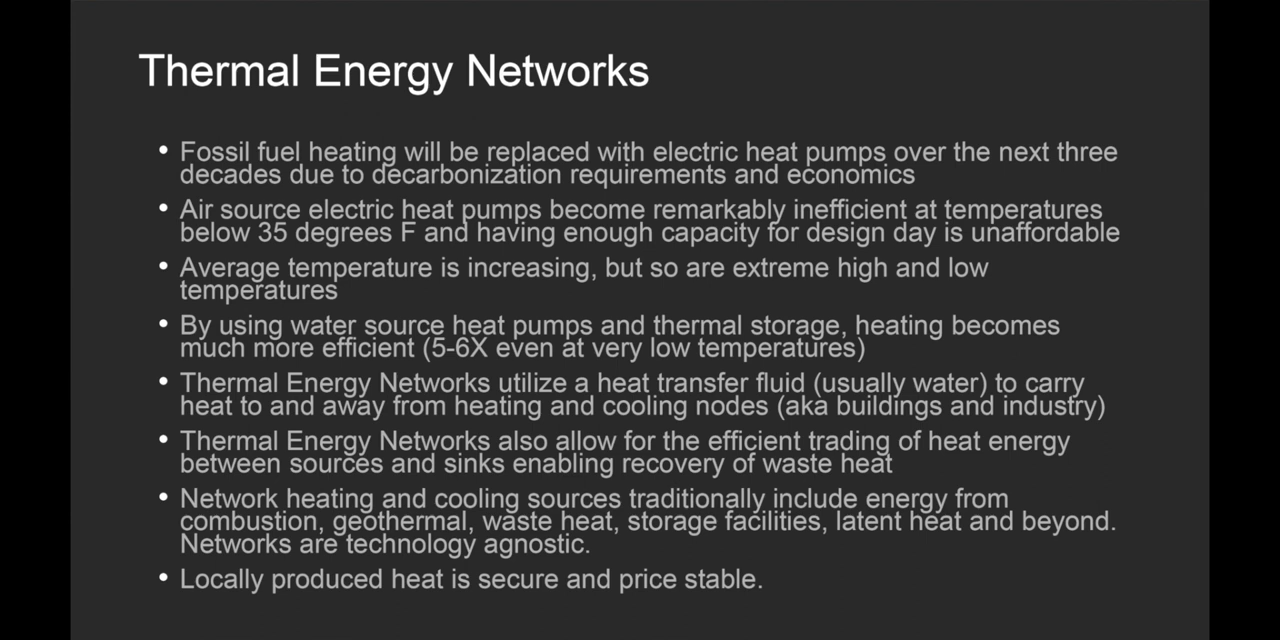 Thermal Energy Networks
• Fossil fuel heating will be replaced with electric heat pumps over the next three
decades due to decarbonization requirements and economics
• Air source electric heat pumps become remarkably inefficient at temperatures
below 35 degrees F and having enough capacity for design day is unaffordable
• Average temperature is increasing, but so are extreme high and low
temperatures
• By using water source heat pumps and thermal storage, heating becomes
much more efficient (5-6X even at very low temperatures)
• Thermal Energy Networks utilize a heat transfer fluid (usually water) to carry
heat to and away from heating and cooling nodes (aka buildings and industry)
• Thermal Energy Networks also allow for the efficient trading of heat energy
between sources and sinks enabling recovery of waste heat
• Network heating and cooling sources traditionally include energy from
combustion, geothermal, waste heat, storage facilities, latent heat and beyond.
Networks are technology agnostic.
• Locally produced heat is secure and price stable.